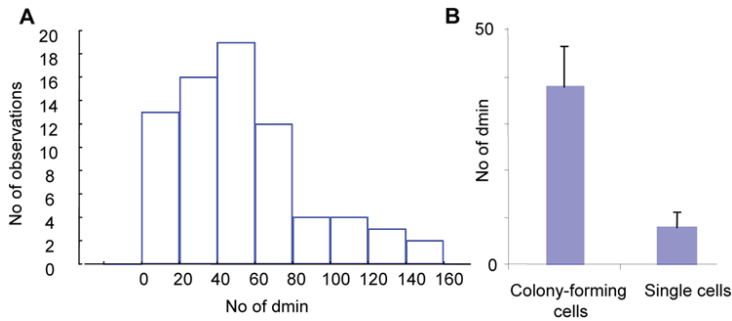 A
No of observations
20
18
16
14
12
10
8
6
4
2
0
0 20 40 60 80 100 120 140 160
No of dmin
B
No of dmin
50
0
Colony-forming cells
Single cells